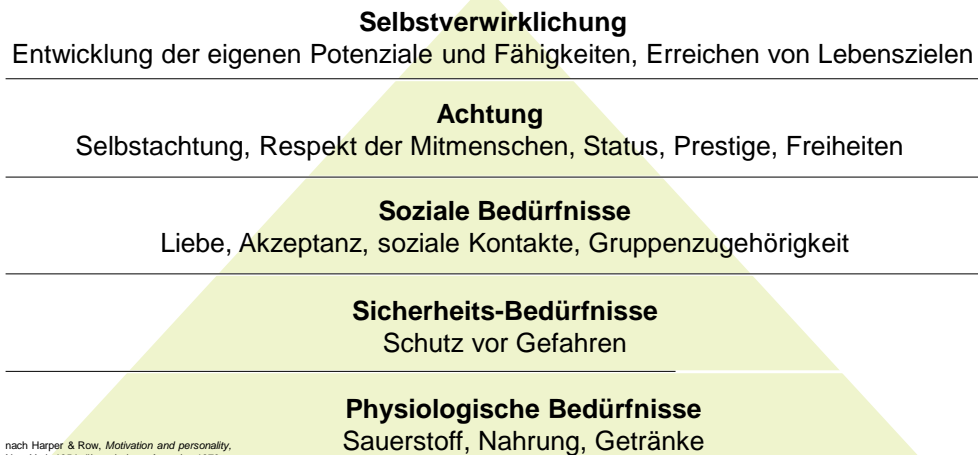 Selbstverwirklichung
Entwicklung der eigenen Potenziale und Fähigkeiten, Erreichen von Lebenszielen
Achtung
Selbstachtung, Respekt der Mitmenschen, Status, Prestige, Freiheiten
Soziale Bedürfnisse
Liebe, Akzeptanz, soziale Kontakte, Gruppenzugehörigkeit
Sicherheits-Bedürfnisse
Schutz vor Gefahren
Physiologische Bedürfnisse
Sauerstoff, Nahrung, Getränke
nach Harper & Row, Motivation and personality,